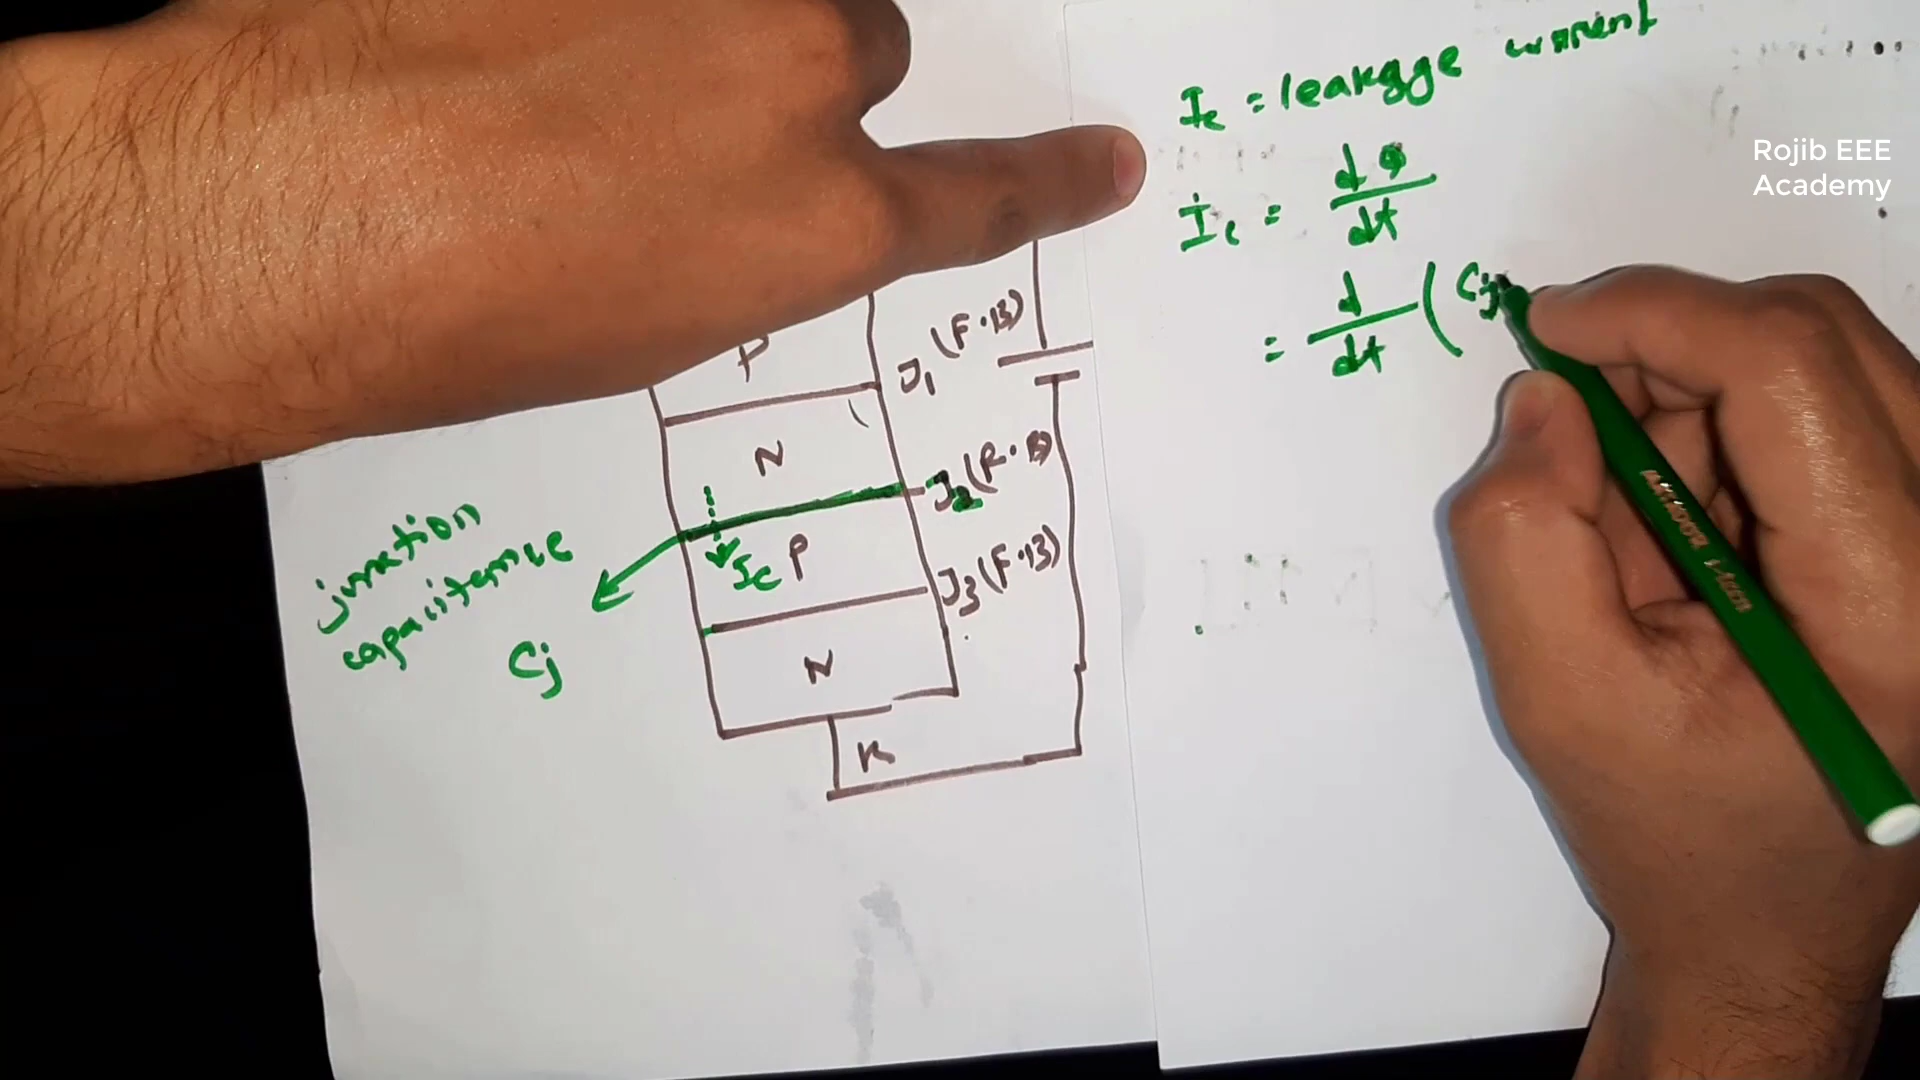 Ic = leakage current
Rojib EEE
Academy
Ic = dQ/dt
= d/dt (Cj
P
J1 (F.B)
N
J2 (R.B)
Ic P
J3 (F.B)
N
K
junction
capacitance
Cj